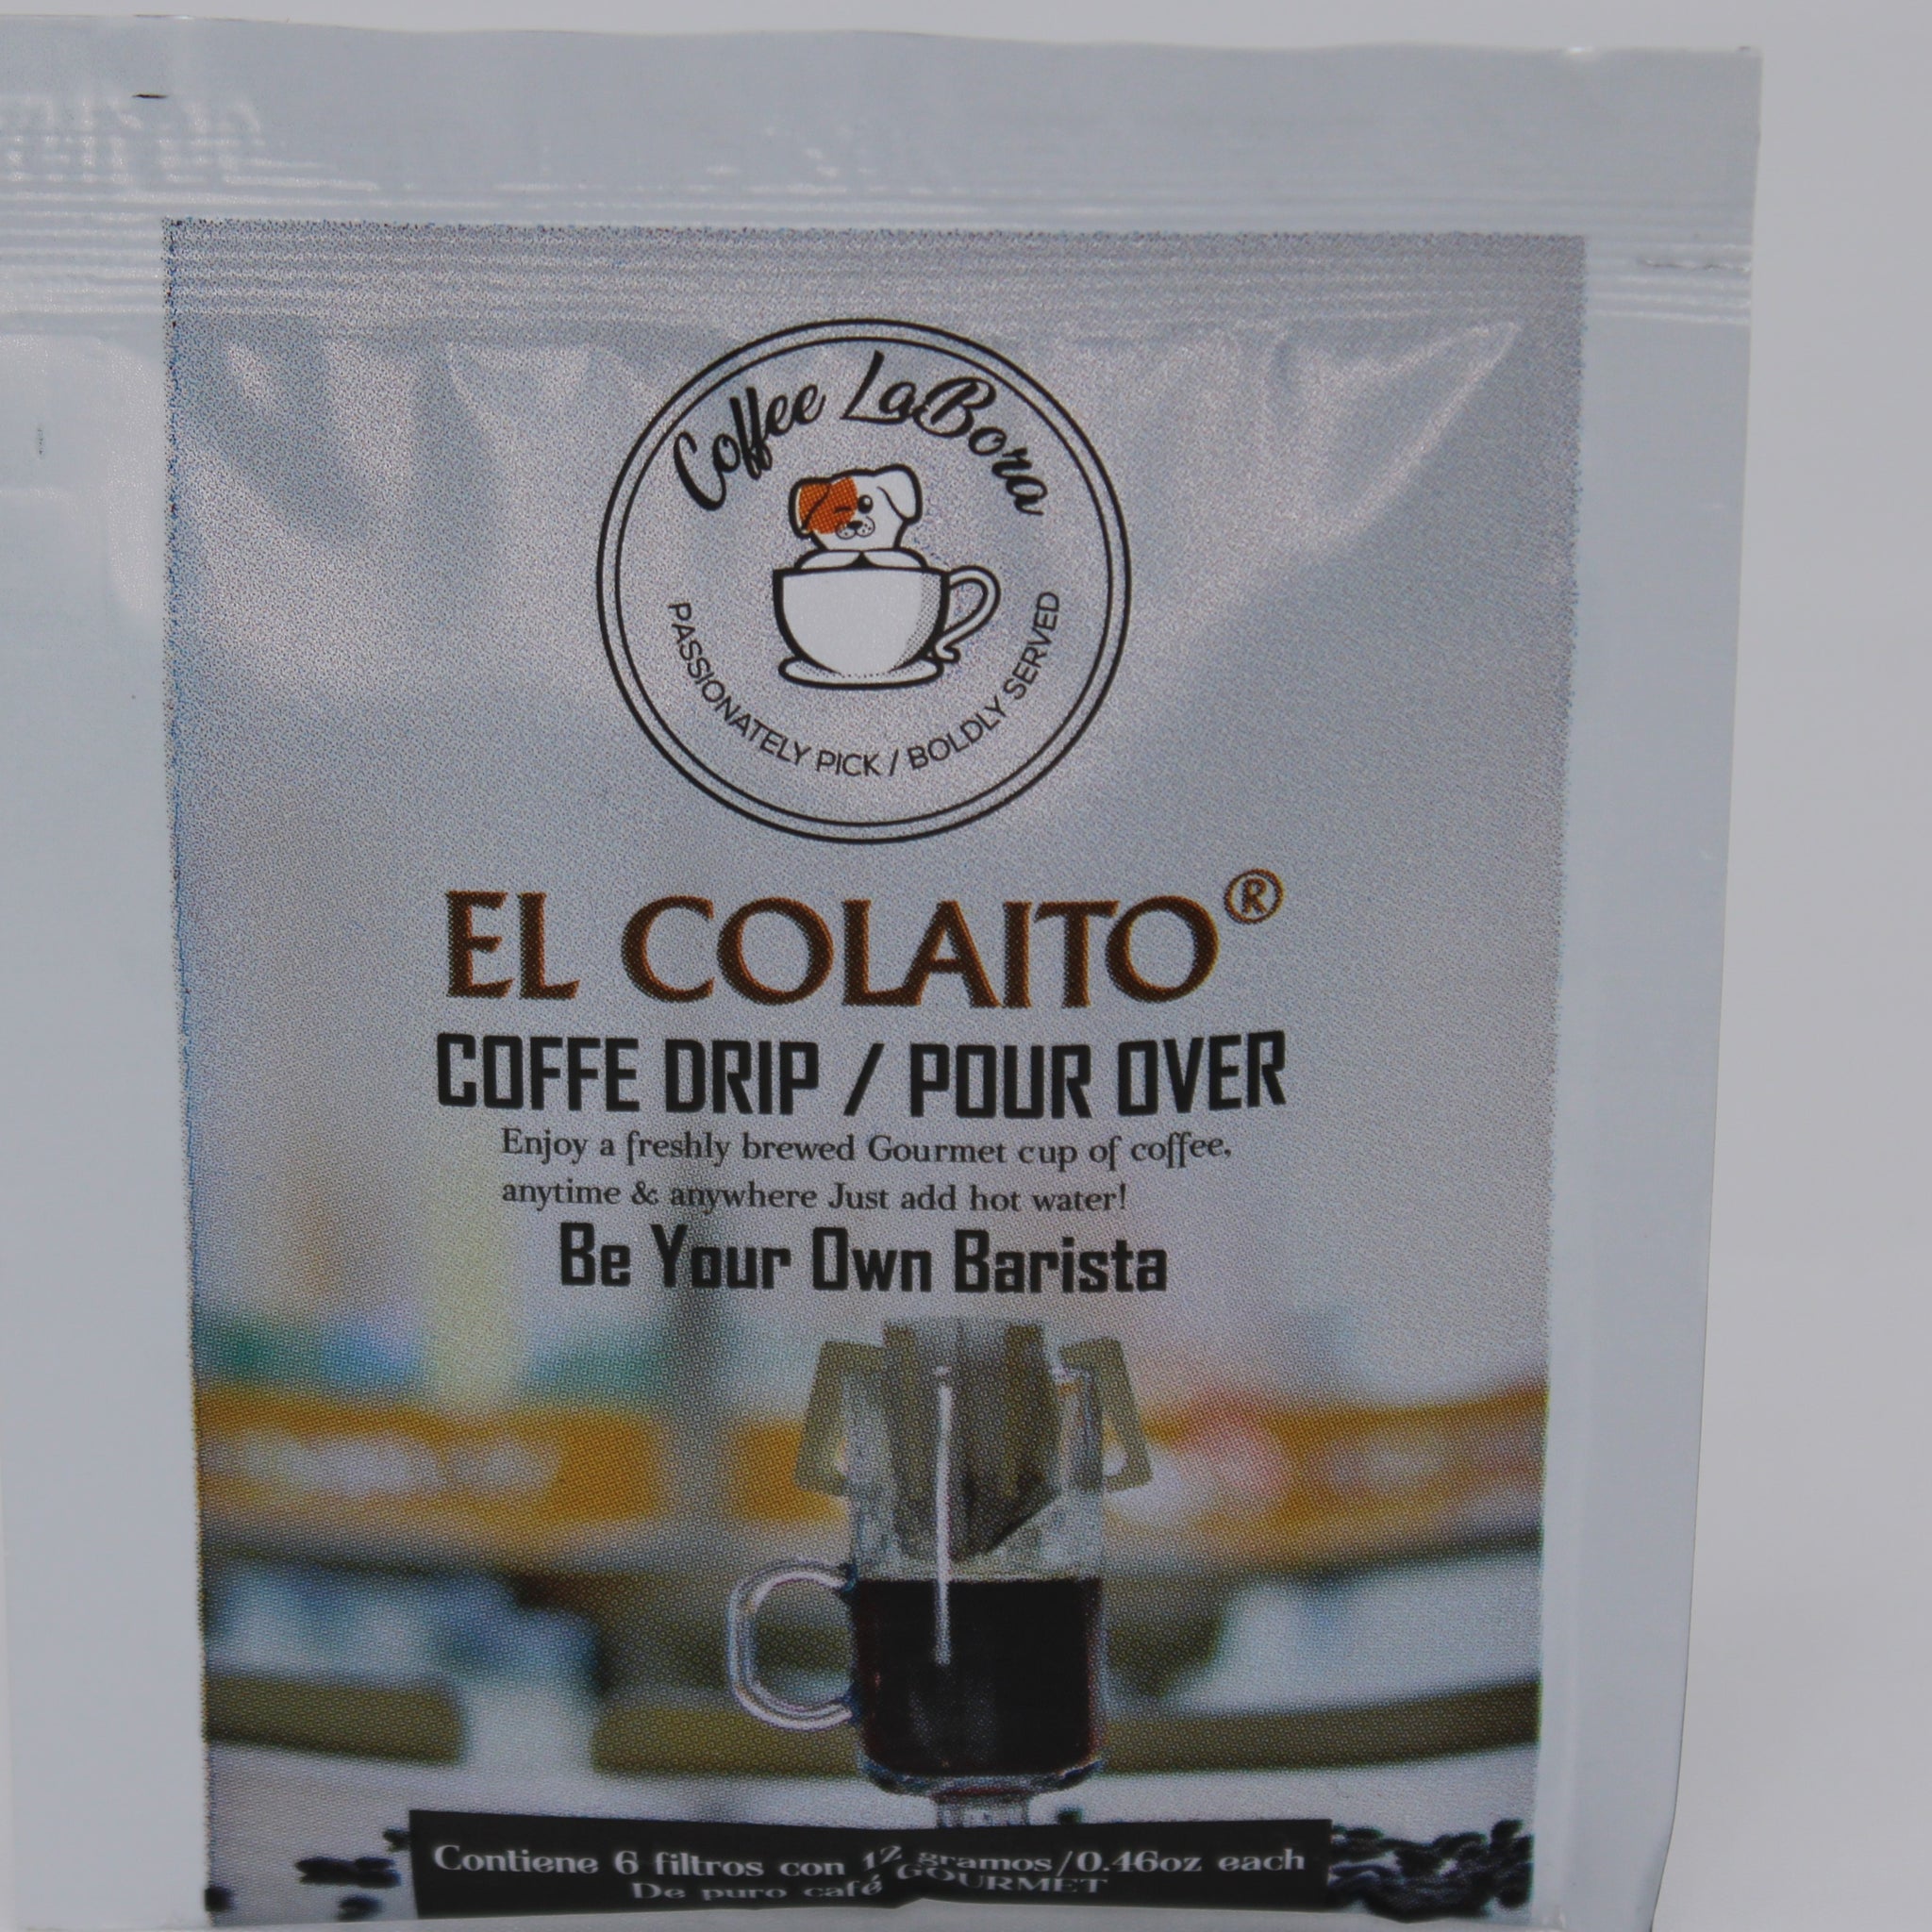 Coffee LaBora
PASSIONATELY PICK / BOLDLY SERVED
EL COLAITO®
COFFE DRIP / POUR OVER
Enjoy a freshly brewed Gourmet cup of coffee,
anytime & anywhere Just add hot water!
Be Your Own Barista
Contiene 6 filtros con 12 gramos/0.46oz each
De puro café GOURMET